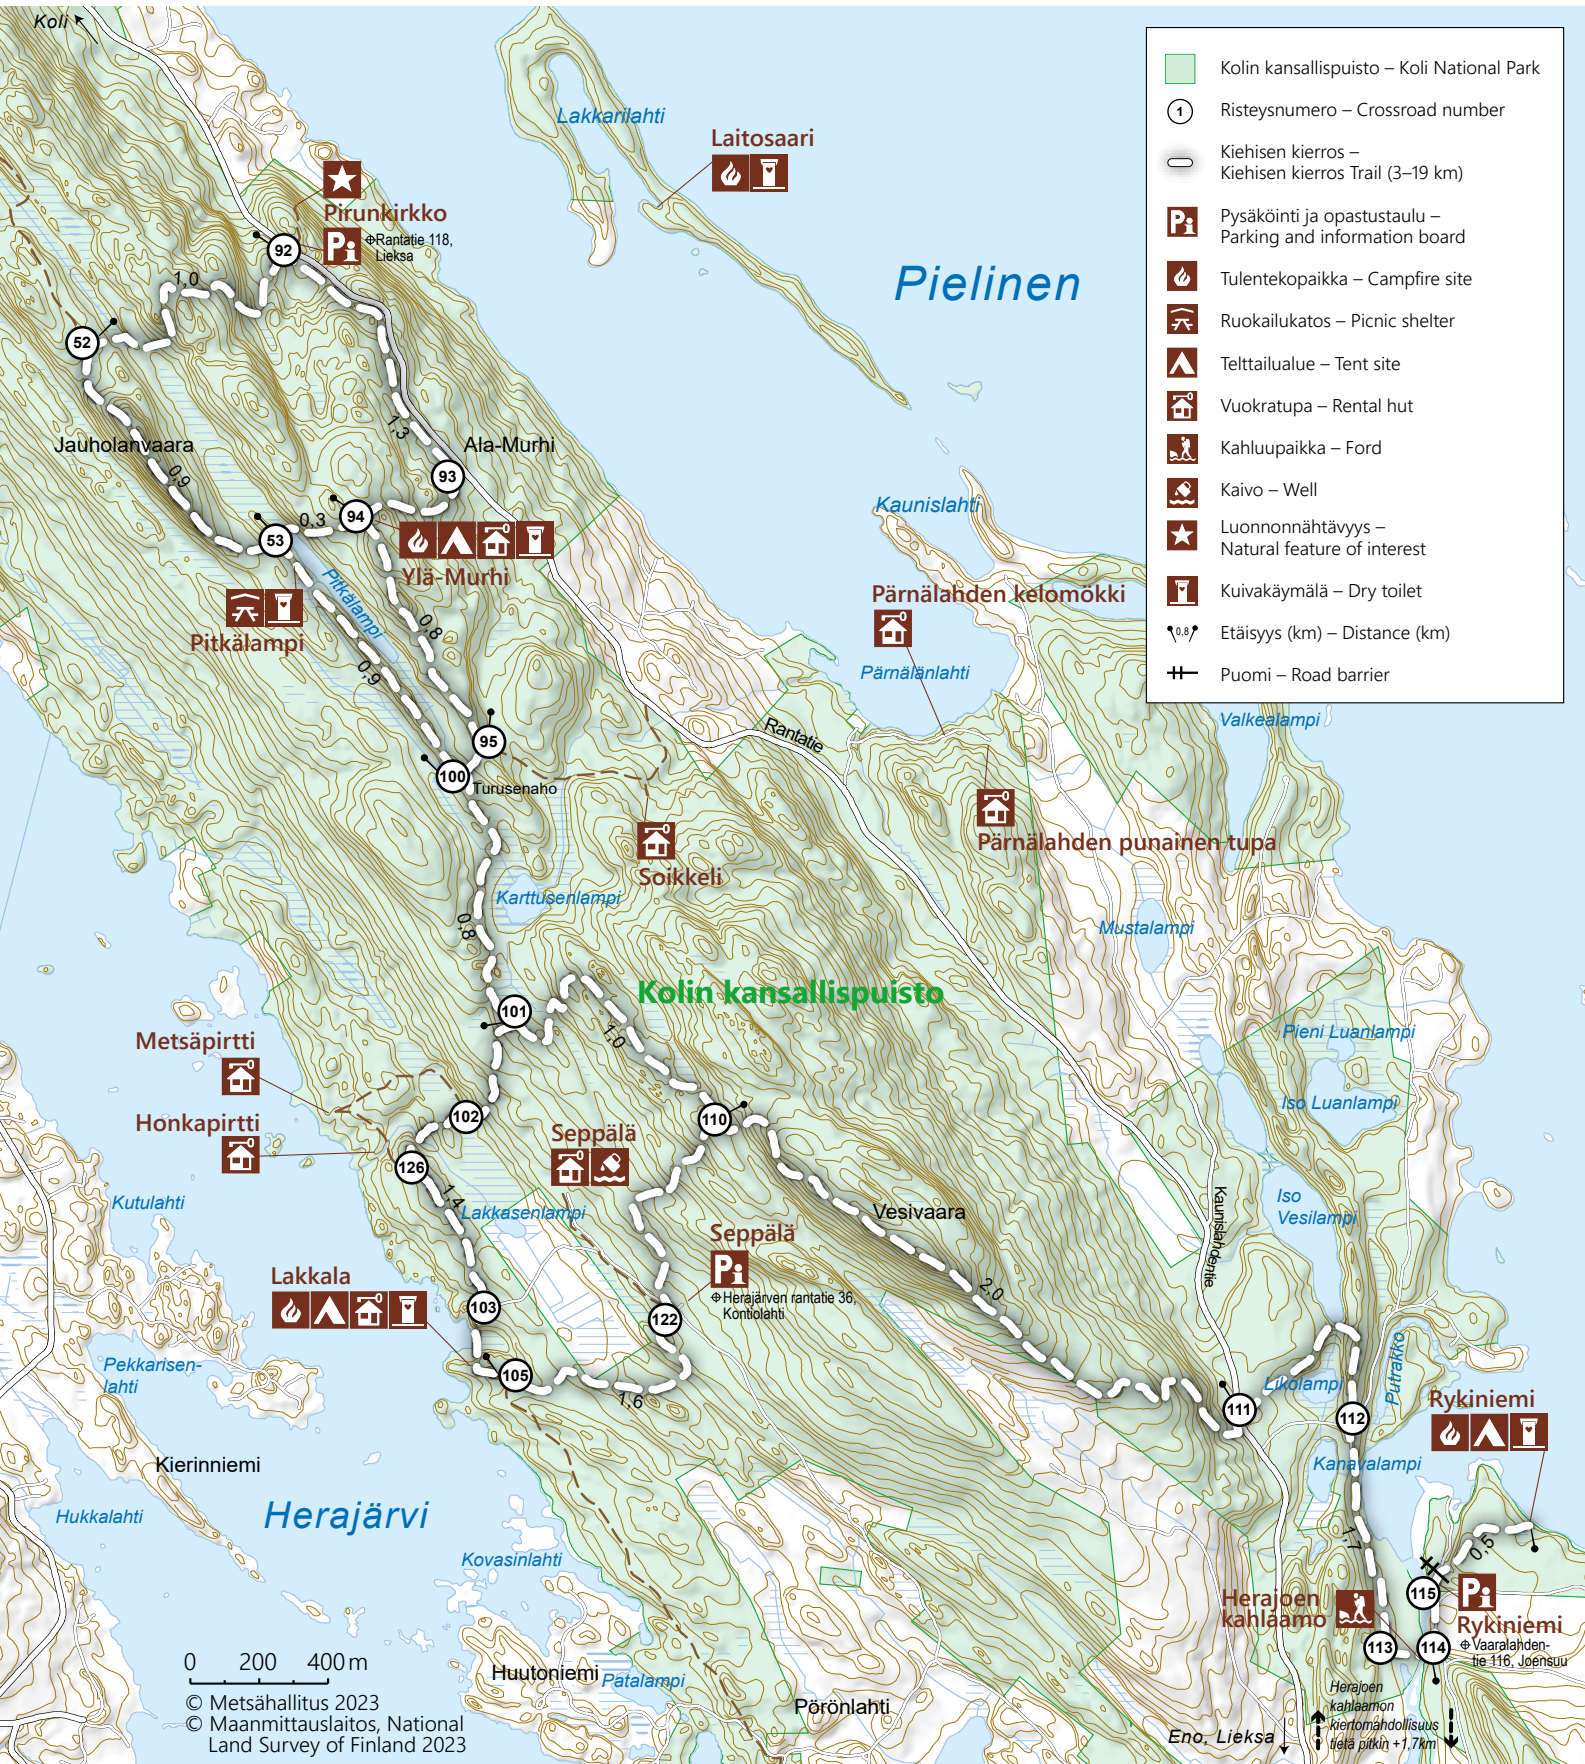 Koli
Lakkarilahti
Laitosaari
Pirunkirkko
Rantatie 118,
Lieksa
92
1,0
52
Pielinen
Jauholanvaara
0,9
1,3
Ala-Murhi
93
94
0,3
53
Ylä-Murhi
Pitkälampi
Pitkälampi
0,8
0,9
95
100
Turusenaho
Kaunislahti
Pärnälahden kelomökki
Pärnälänlahti
Rantatie
Pärnälahden punainen tupa
Soikkeli
Karttusenlampi
0,8
Valkealampi
Mustalampi
Kolin kansallispuisto
101
1,0
Pieni Luanlampi
Iso Luanlampi
Metsäpirtti
Honkapirtti
102
126
110
Seppälä
1,4
Lakkasenlampi
Kutulahti
Vesivaara
Kaunislahdentie
Iso
Vesilampi
Seppälä
Herajärven rantatie 36,
Kontiolahti
2,0
Lakkala
103
122
105
1,6
Pekkarisen-
lahti
Likolampi
Putrakko
111
112
Rykiniemi
Kierinniemi
Kanavalampi
Hukkalahti
Herajärvi
Kovasinlahti
1,7
0,5
115
Herajoen
kahlaamo
113
114
Rykiniemi
Vaaralahden-
tie 116, Joensuu
Huutoniemi
Patalampi
Pörönlahti
Eno, Lieksa
Herajoen
kahlaamon
kiertomahdollisuus
tietä pitkin +1,7km
0 200 400 m
© Metsähallitus 2023
© Maanmittauslaitos, National
Land Survey of Finland 2023
Kolin kansallispuisto – Koli National Park
1
Risteysnumero – Crossroad number
Kiehisen kierros –
Kiehisen kierros Trail (3–19 km)
Pysäköinti ja opastustaulu –
Parking and information board
Tulentekopaikka – Campfire site
Ruokailukatos – Picnic shelter
Telttailualue – Tent site
Vuokratupa – Rental hut
Kahluupaikka – Ford
Kaivo – Well
Luonnonnähtävyys –
Natural feature of interest
Kuivakäymälä – Dry toilet
0,8
Etäisyys (km) – Distance (km)
Puomi – Road barrier